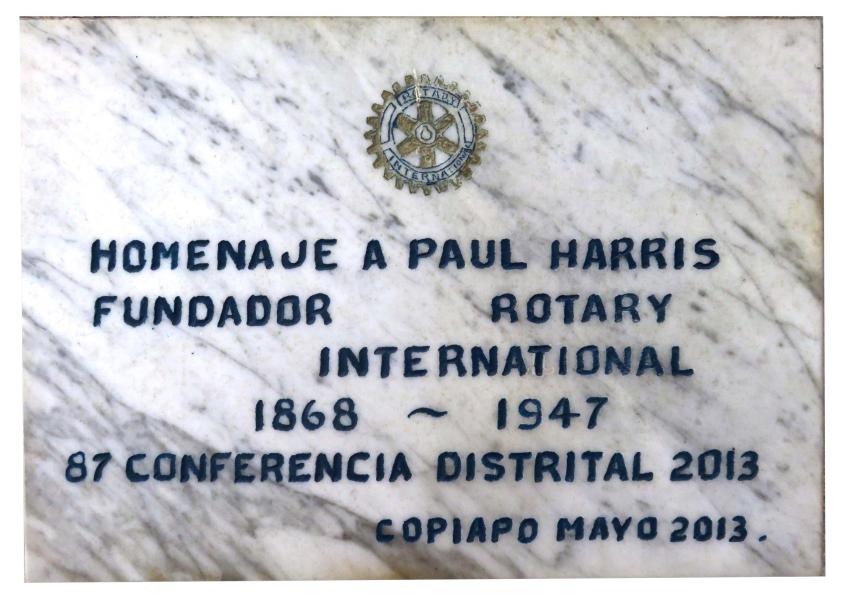 ROTARY
INTERNATIONAL
HOMENAJE A PAUL HARRIS
FUNDADOR ROTARY
INTERNATIONAL
1868 ~ 1947
87 CONFERENCIA DISTRITAL 2013
COPIAPO MAYO 2013.